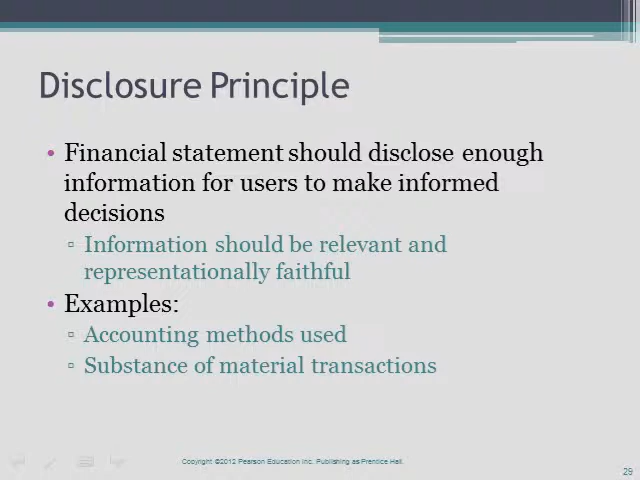 Disclosure Principle
• Financial statement should disclose enough
information for users to make informed
decisions
▫ Information should be relevant and
representationally faithful
• Examples:
▫ Accounting methods used
▫ Substance of material transactions
Copyright ©2012 Pearson Education Inc. Publishing as Prentice Hall.
29